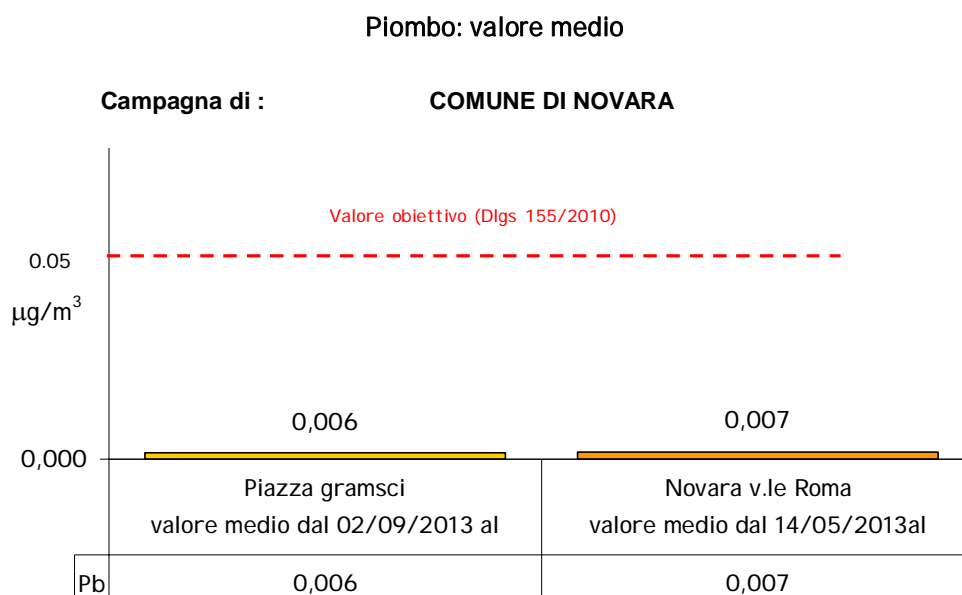 Piombo: valore medio
Campagna di : COMUNE DI NOVARA
Valore obiettivo (Dlgs 155/2010)
0.05
µg/m³
0,006 0,007
0,000
Piazza gramsci Novara v.le Roma
valore medio dal 02/09/2013 al valore medio dal 14/05/2013al
Pb 0,006 0,007